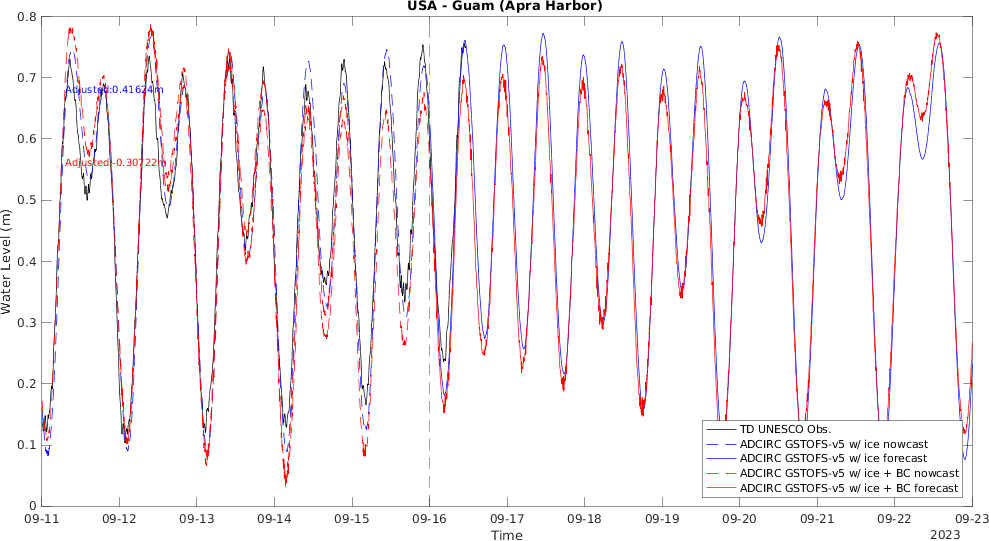 USA - Guam (Apra Harbor)
0.8
0.7
0.6
0.5
0.4
0.3
0.2
0.1
0
Water Level (m)
Adjusted:0.41624m
Adjusted:-0.30722m
TD UNESCO Obs.
ADCIRC GSTOFS-v5 w/ ice nowcast
ADCIRC GSTOFS-v5 w/ ice forecast
ADCIRC GSTOFS-v5 w/ ice + BC nowcast
ADCIRC GSTOFS-v5 w/ ice + BC forecast
09-11 09-12 09-13 09-14 09-15 09-16 09-17 09-18 09-19 09-20 09-21 09-22 09-23
Time
2023